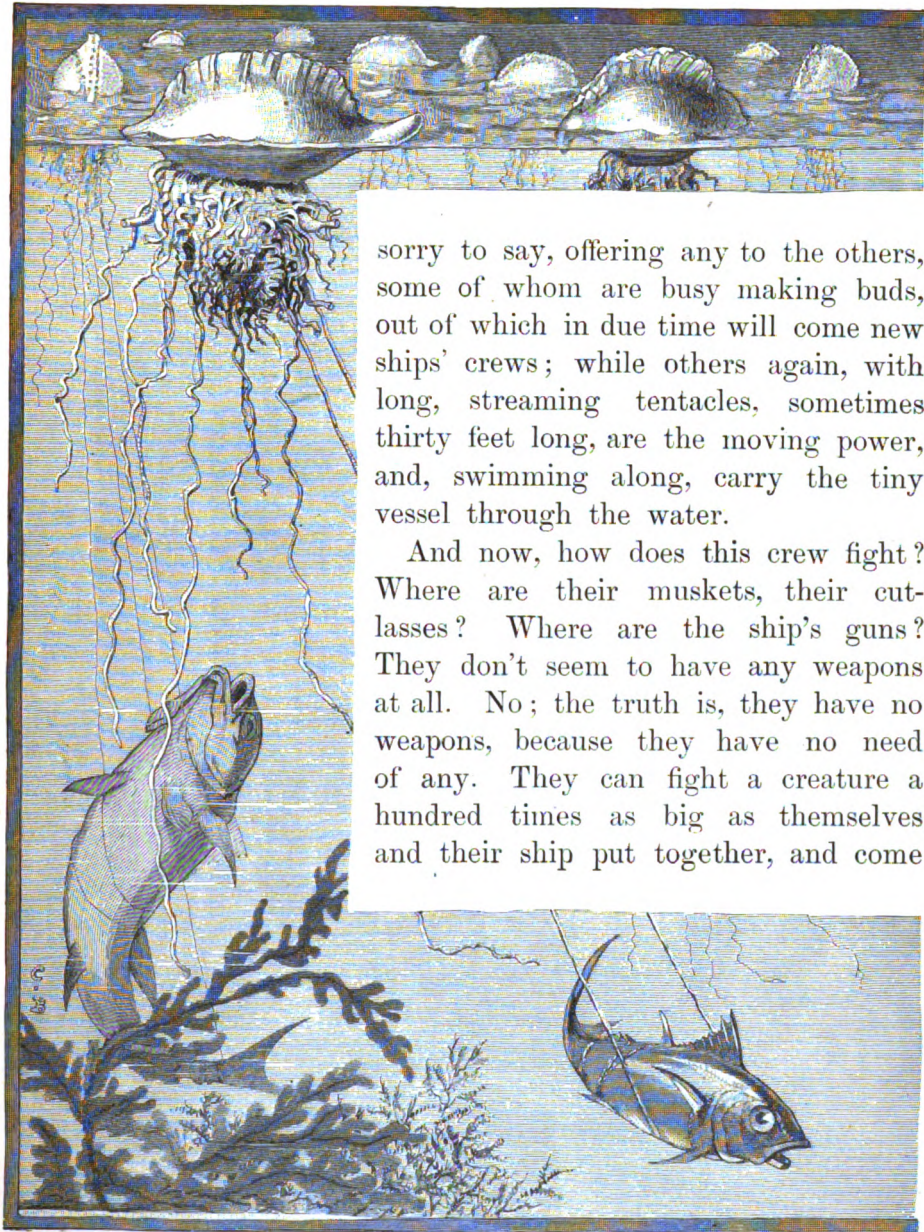 sorry to say, offering any to the others,
some of whom are busy making buds,
out of which in due time will come new
ships' crews; while others again, with
long, streaming tentacles, sometimes
thirty feet long, are the moving power,
and, swimming along, carry the tiny
vessel through the water.
And now, how does this crew fight?
Where are their muskets, their cut-
lasses? Where are the ship's guns?
They don't seem to have any weapons
at all. No; the truth is, they have no
weapons, because they have no need
of any. They can fight a creature a
hundred times as big as themselves
and their ship put together, and come